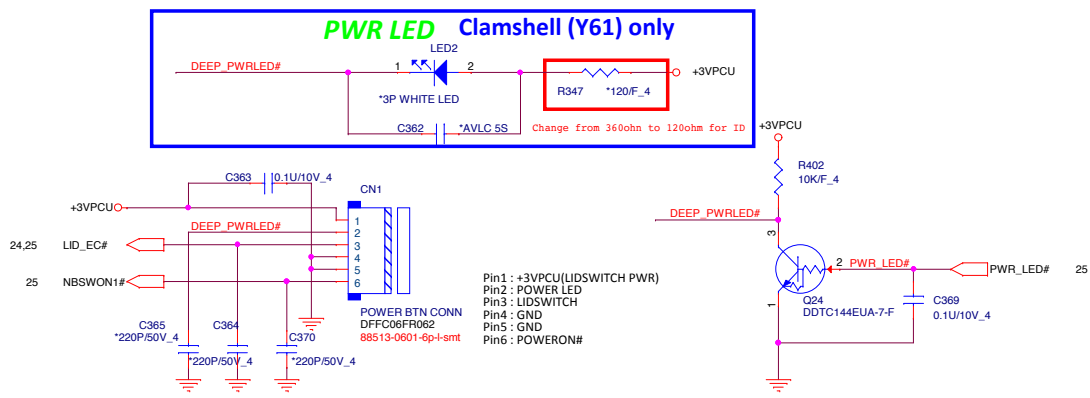 PWR LED Clamshell (Y61) only
LED2
DEEP_PWRLED#
1
2
+3VPCU
*3P WHITE LED
R347
*120/F_4
C362
*AVLC 5S
Change from 360ohn to 120ohm for ID
+3VPCU
R402
10K/F_4
C363
0.1U/10V_4
CN1
+3VPCU
DEEP_PWRLED#
24,25
LID_EC#
25
NBSWON1#
1
2
3
4
5
6
POWER BTN CONN
DFFC06FR062
88513-0601-6p-l-smt
C365
*220P/50V_4
C364
*220P/50V_4
C370
*220P/50V_4
Pin1 : +3VPCU(LIDSWITCH PWR)
Pin2 : POWER LED
Pin3 : LIDSWITCH
Pin4 : GND
Pin5 : GND
Pin6 : POWERON#
DEEP_PWRLED#
3
2
PWR_LED#
PWR_LED#
25
1
Q24
DDTC144EUA-7-F
C369
0.1U/10V_4